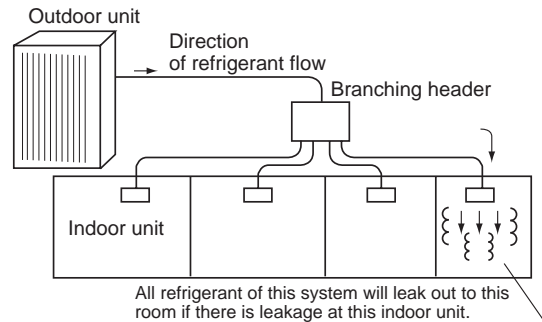 Outdoor unit
Direction
of refrigerant flow
Branching header
Indoor unit
All refrigerant of this system will leak out to this
room if there is leakage at this indoor unit.